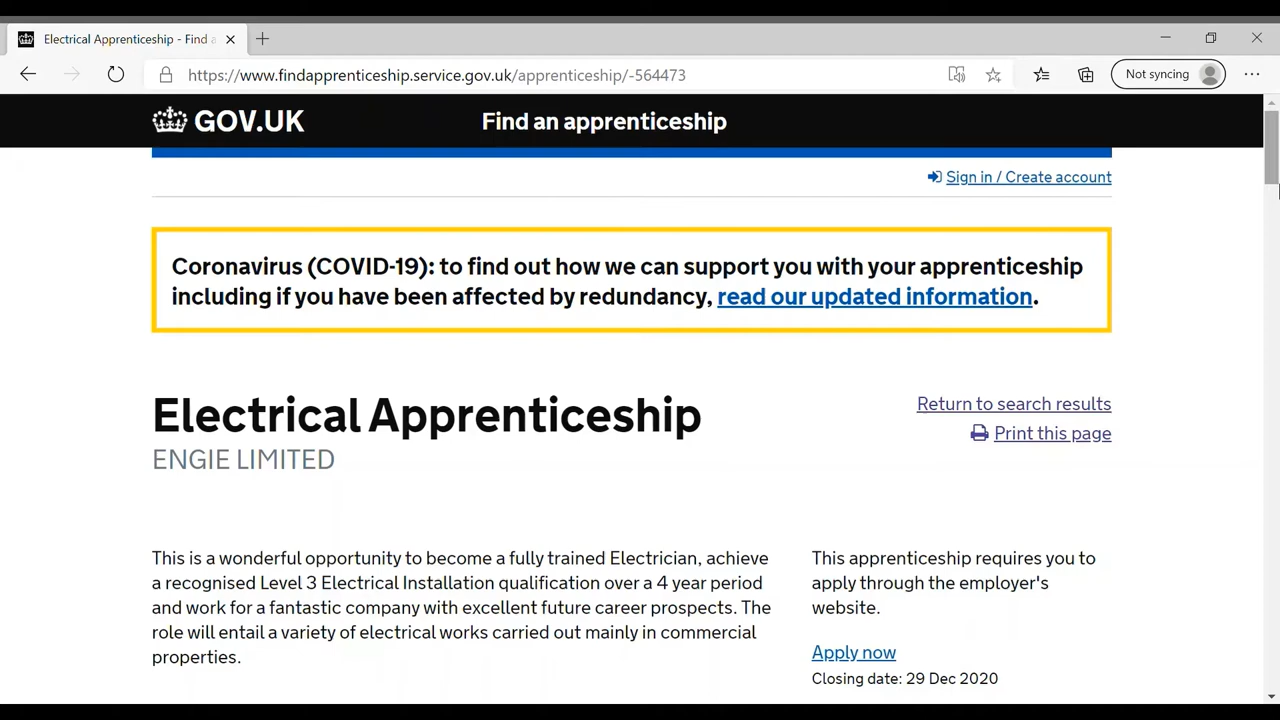 Electrical Apprenticeship - Find a
https://www.findapprenticeship.service.gov.uk/apprenticeship/-564473
Not syncing
GOV.UK
Find an apprenticeship
Sign in / Create account
Coronavirus (COVID-19): to find out how we can support you with your apprenticeship
including if you have been affected by redundancy, read our updated information.
Electrical Apprenticeship
Return to search results
Print this page
ENGIE LIMITED
This is a wonderful opportunity to become a fully trained Electrician, achieve
a recognised Level 3 Electrical Installation qualification over a 4 year period
and work for a fantastic company with excellent future career prospects. The
role will entail a variety of electrical works carried out mainly in commercial
properties.
This apprenticeship requires you to
apply through the employer's
website.
Apply now
Closing date: 29 Dec 2020